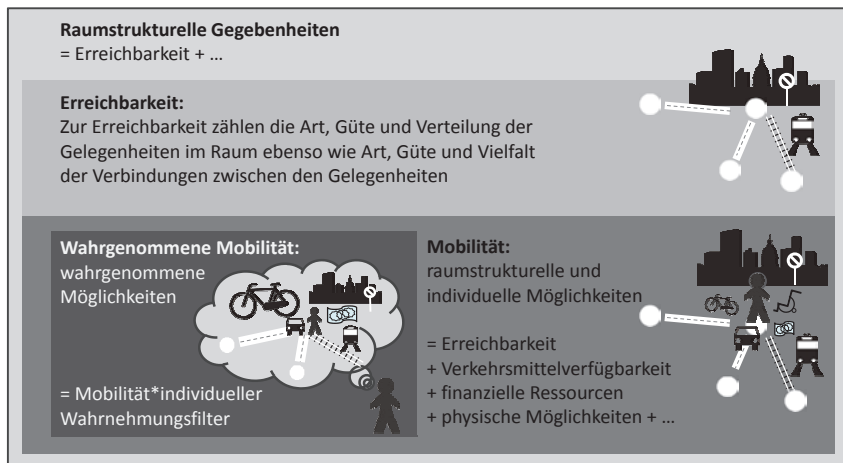 Raumstrukturelle Gegebenheiten
= Erreichbarkeit + ...
Erreichbarkeit:
Zur Erreichbarkeit zählen die Art, Güte und Verteilung der
Gelegenheiten im Raum ebenso wie Art, Güte und Vielfalt
der Verbindungen zwischen den Gelegenheiten
Wahrgenommene Mobilität:
wahrgenommene
Möglichkeiten
= Mobilität*individueller
Wahrnehmungsfilter
Mobilität:
raumstrukturelle und
individuelle Möglichkeiten
= Erreichbarkeit
+ Verkehrsmittelverfügbarkeit
+ finanzielle Ressourcen
+ physische Möglichkeiten + ...